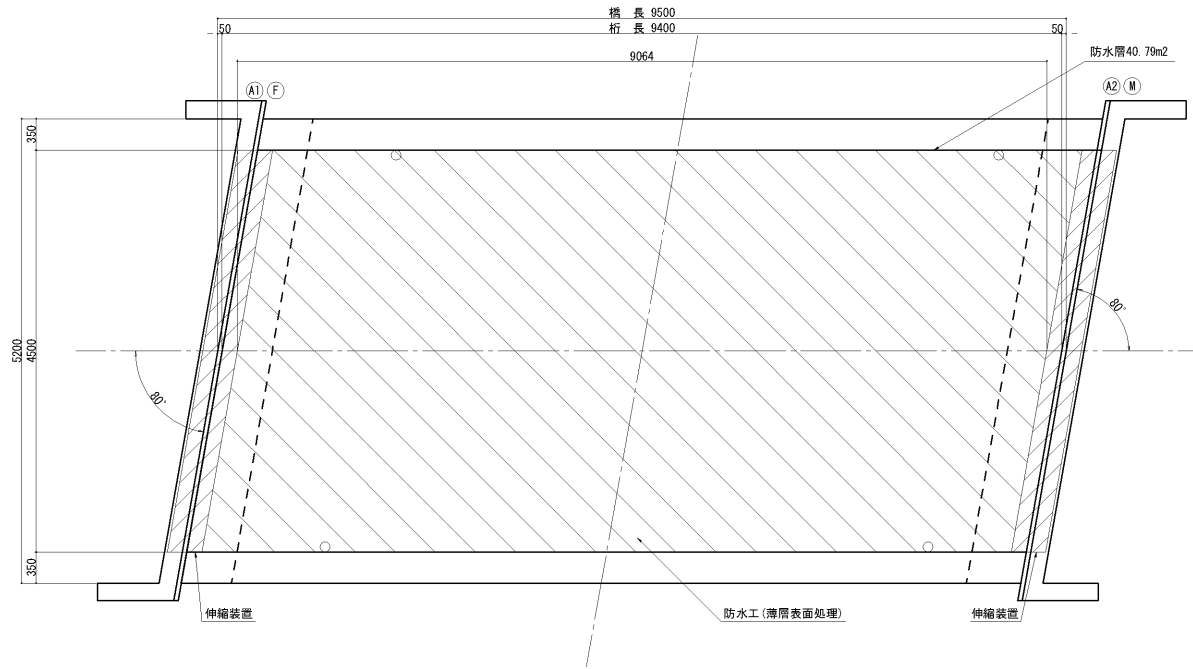 橋 長 9500
50 桁 長 9400 50
9064
防水層40.79m2
A1 F
A2 M
350
5200
4500
350
80°
80°
伸縮装置
防水工(薄層表面処理)
伸縮装置